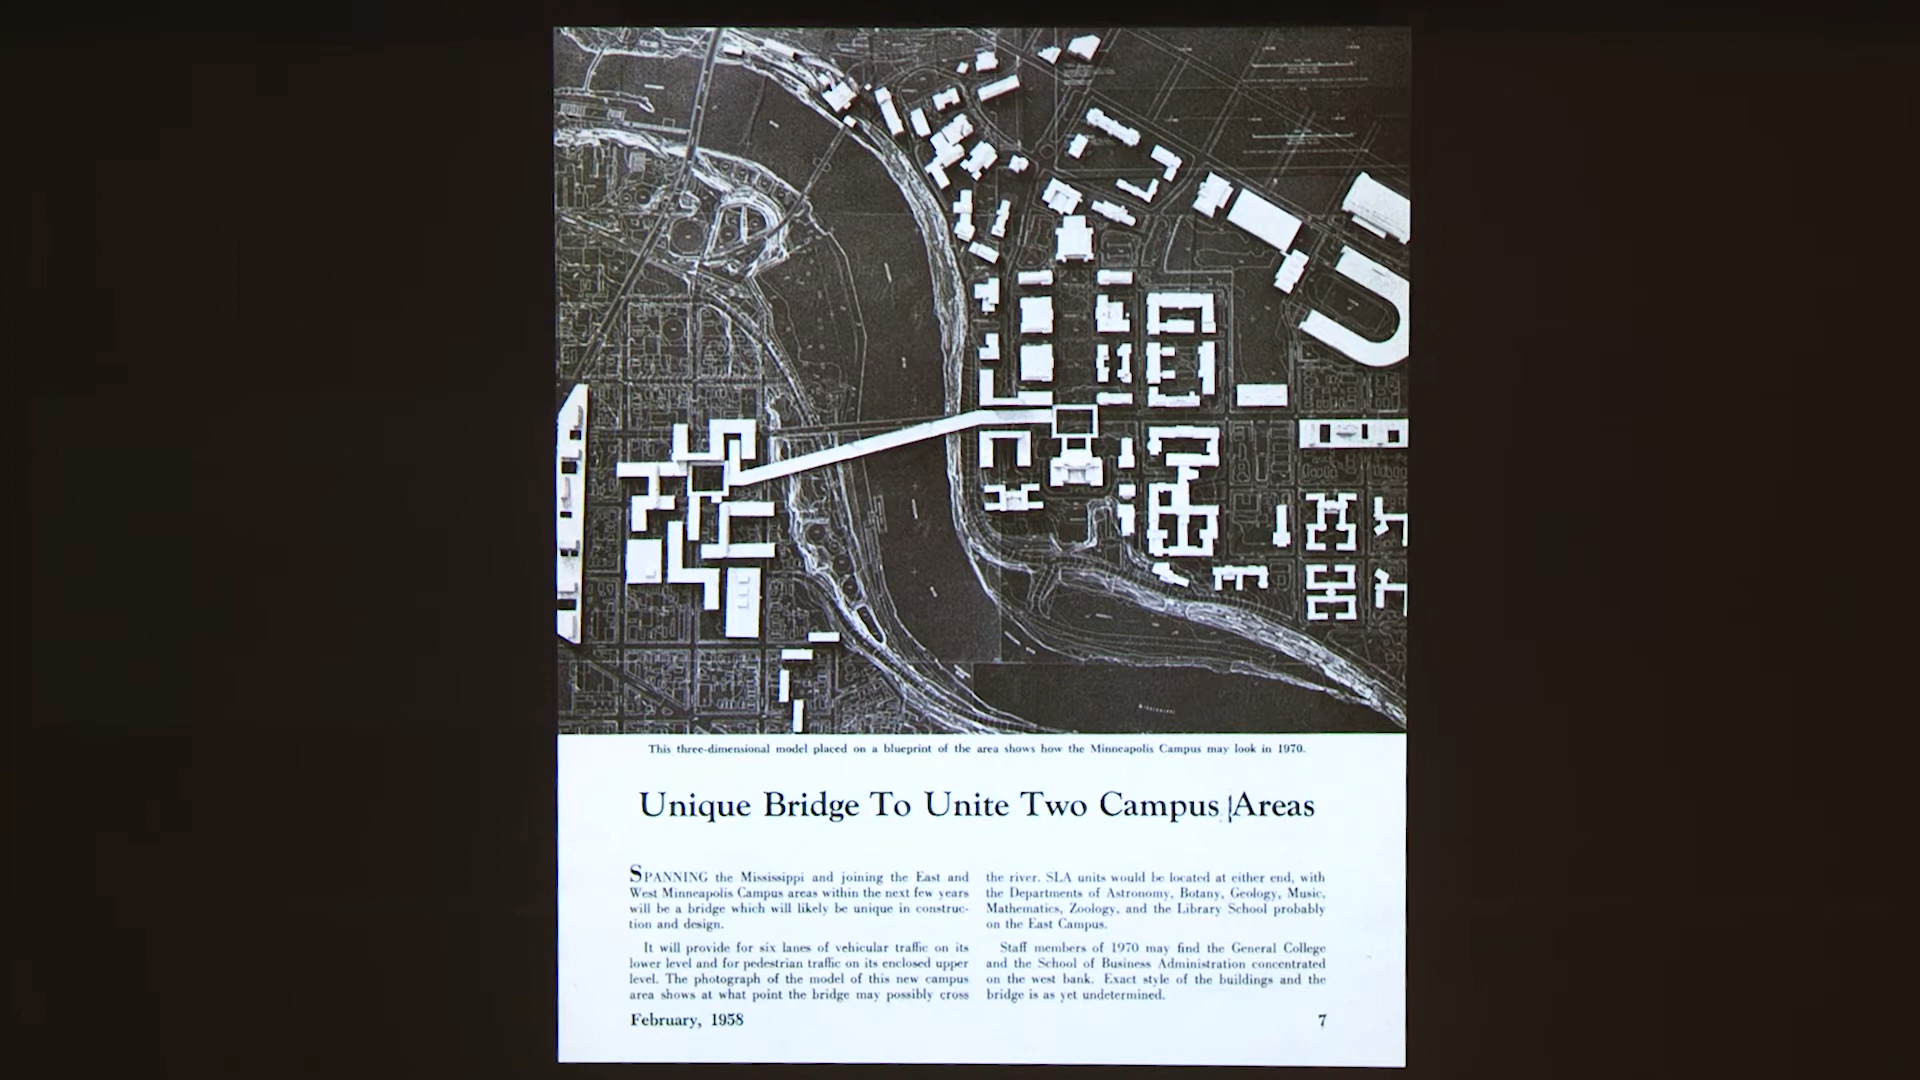 This three-dimensional model placed on a blueprint of the area shows how the Minneapolis Campus may look in 1970.
Unique Bridge To Unite Two Campus Areas
SPANNING the Mississippi and joining the East and
West Minneapolis Campus areas within the next few years
will be a bridge which will likely be unique in construc-
tion and design.
It will provide for six lanes of vehicular traffic on its
lower level and for pedestrian traffic on its enclosed upper
level. The photograph of the model of this new campus
area shows at what point the bridge may possibly cross
the river. SLA units would be located at either end, with
the Departments of Astronomy, Botany, Geology, Music,
Mathematics, Zoology, and the Library School probably
on the East Campus.
Staff members of 1970 may find the General College
and the School of Business Administration concentrated
on the west bank. Exact style of the buildings and the
bridge is as yet undetermined.
February, 1958
7